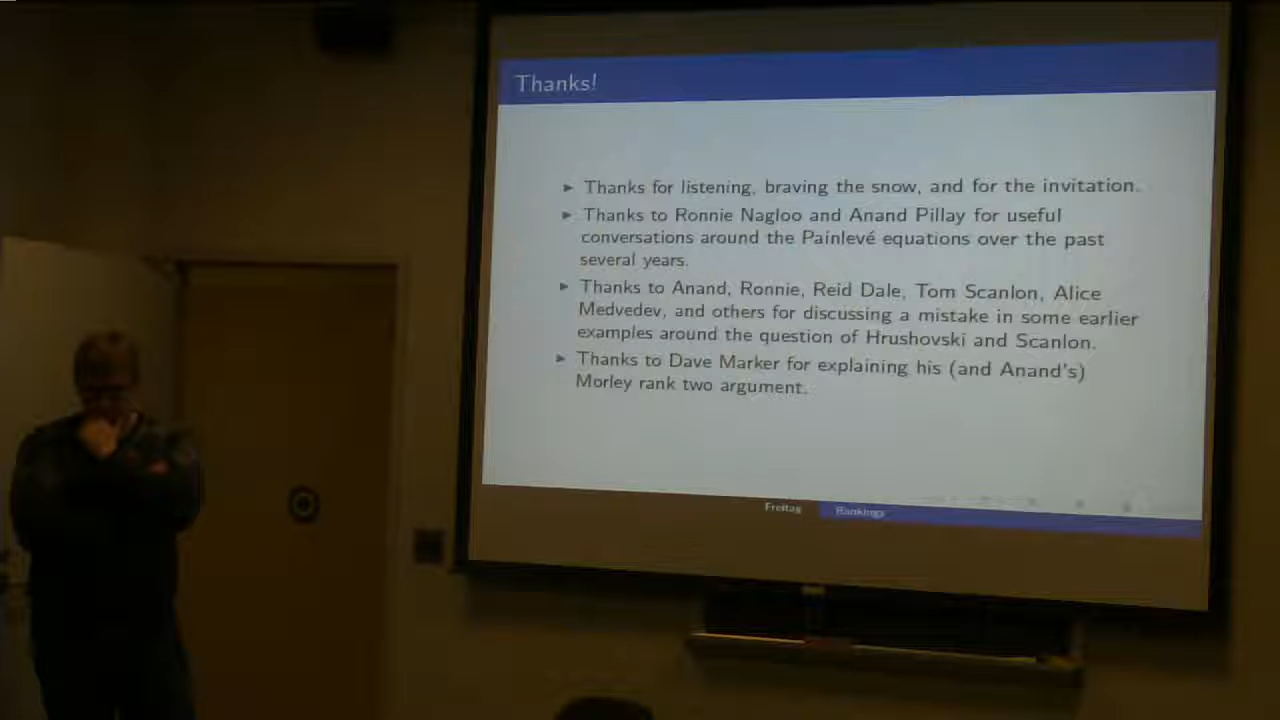 Thanks!
▶ Thanks for listening, braving the snow, and for the invitation.
▶ Thanks to Ronnie Nagloo and Anand Pillay for useful
conversations around the Painlevé equations over the past
several years.
▶ Thanks to Anand, Ronnie, Reid Dale, Tom Scanlon, Alice
Medvedev, and others for discussing a mistake in some earlier
examples around the question of Hrushovski and Scanlon.
▶ Thanks to Dave Marker for explaining his (and Anand's)
Morley rank two argument.
Freitag Rankings